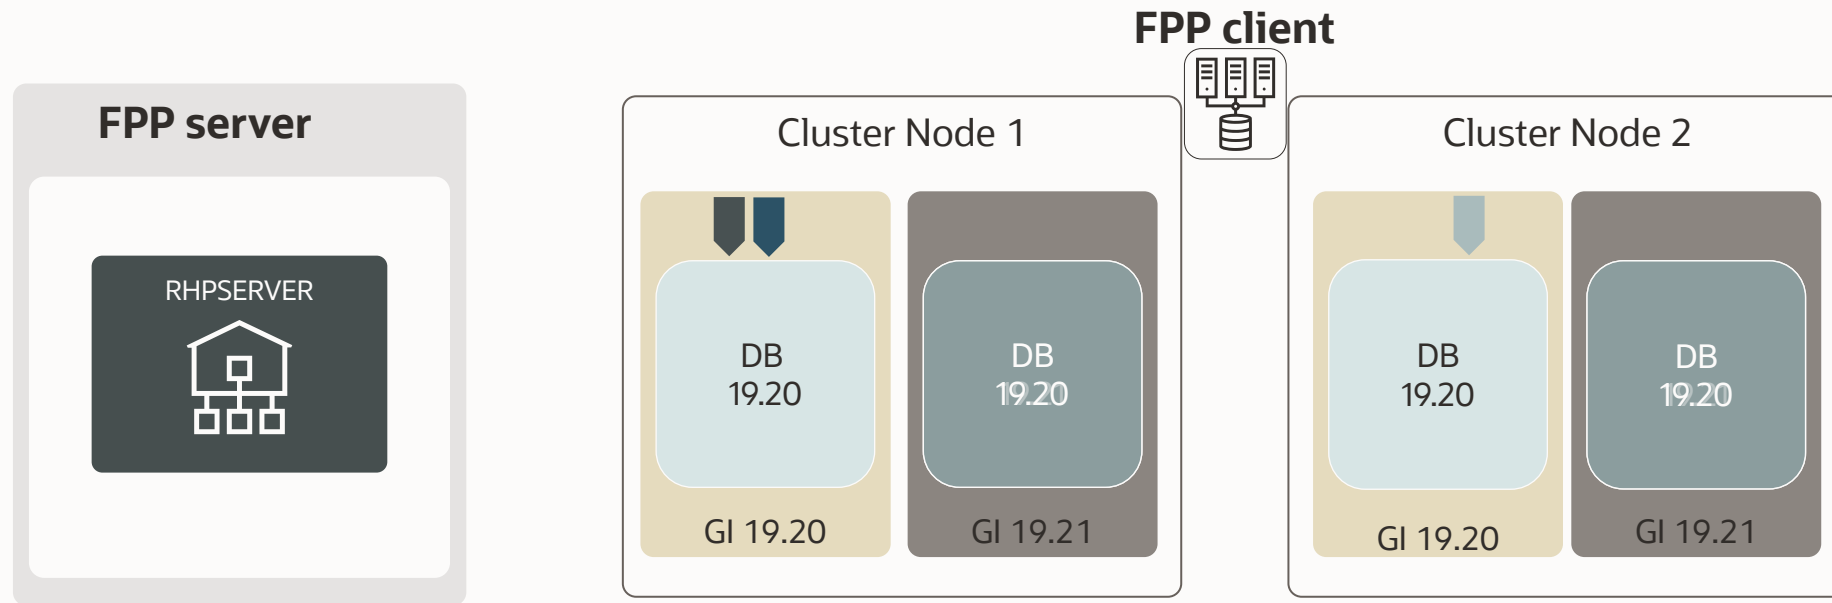 FPP client
FPP server
Cluster Node 1
Cluster Node 2
RHPSERVER
DB
19.20
DB
19.20
DB
19.20
DB
19.20
GI 19.20
GI 19.21
GI 19.20
GI 19.21